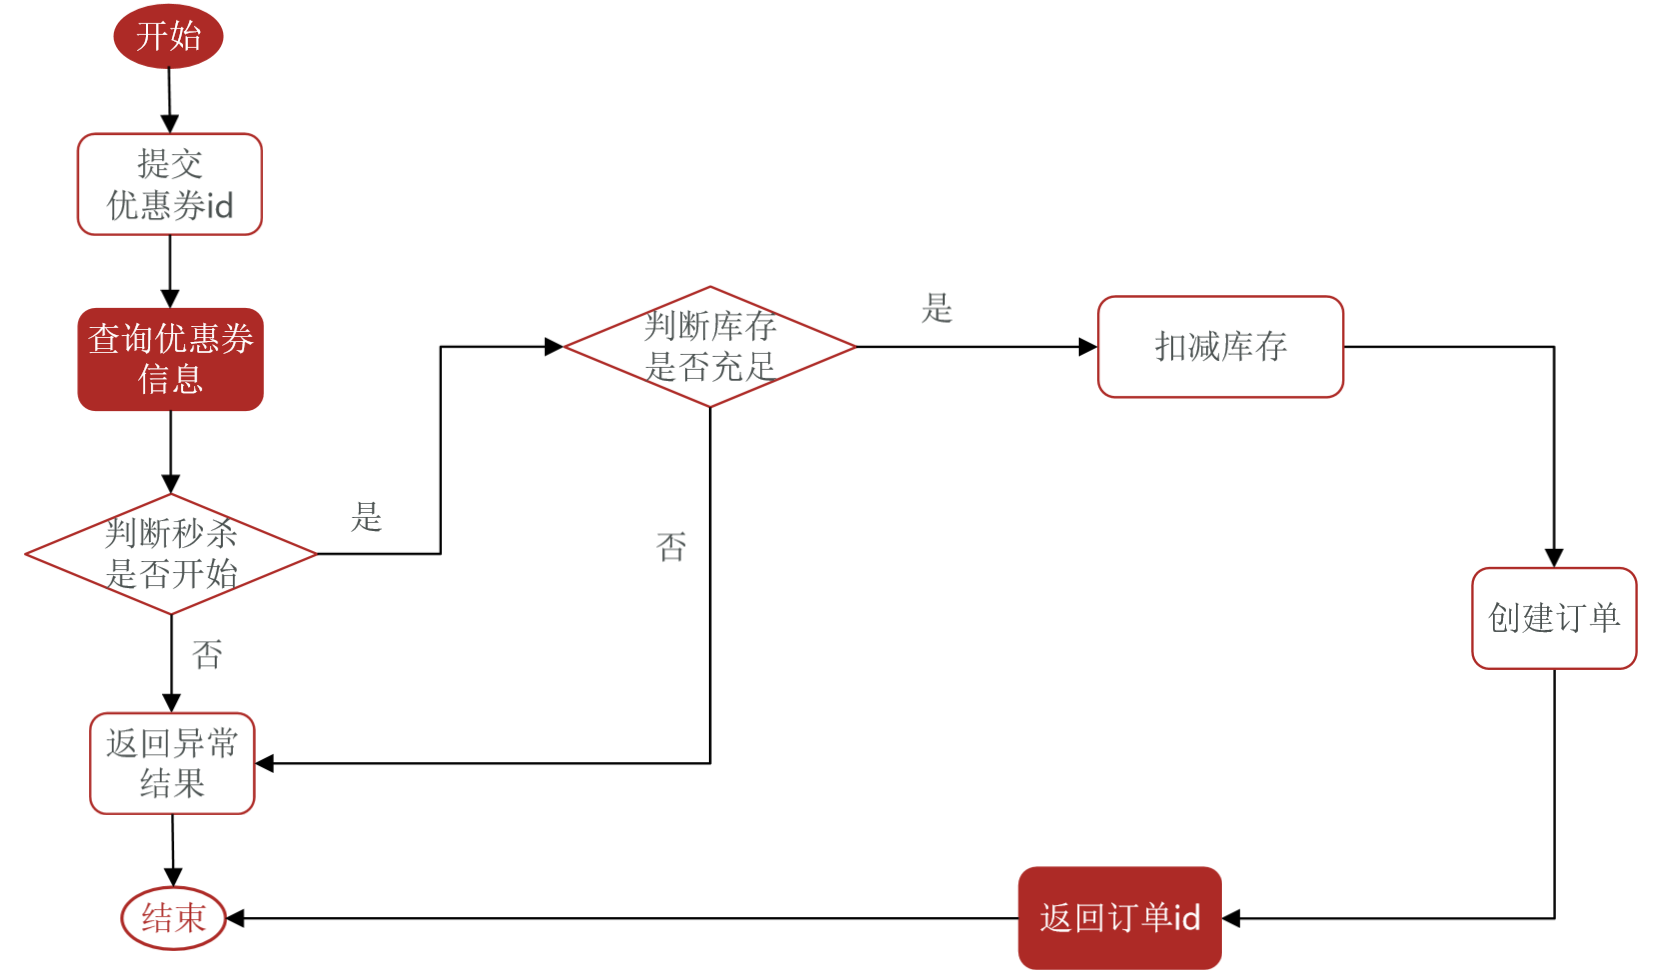 开始
提交
优惠券id
查询优惠券
信息
判断秒杀
是否开始
是
否
判断库存
是否充足
是
否
扣减库存
创建订单
返回异常
结果
返回订单id
结束